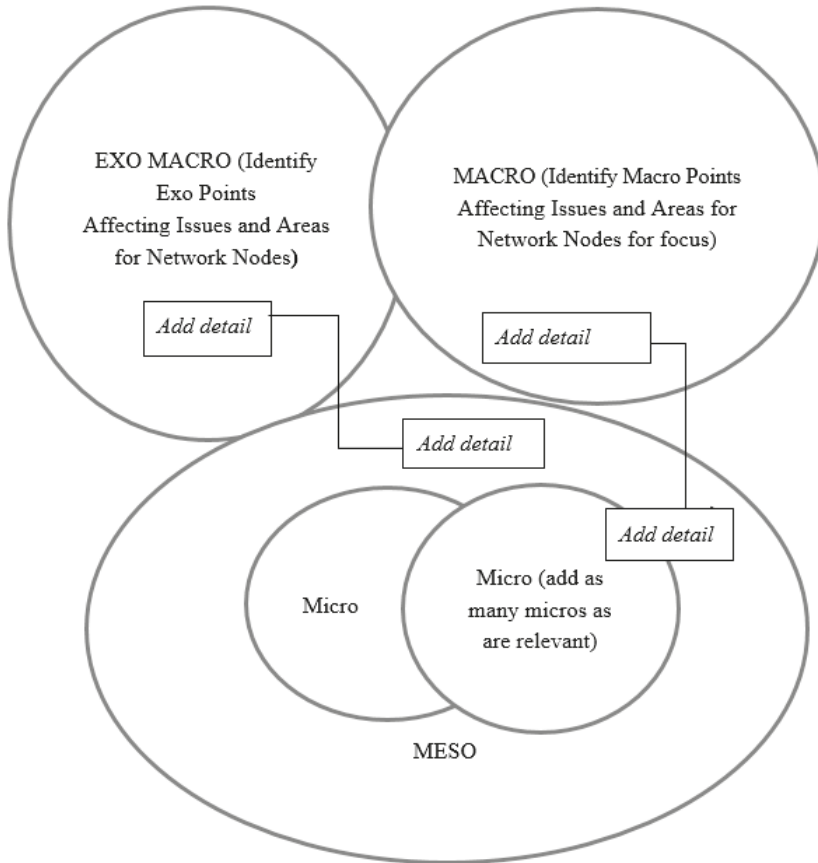 EXO MACRO (Identify
Exo Points
Affecting Issues and Areas
for Network Nodes)
Add detail
MACRO (Identify Macro Points
Affecting Issues and Areas for
Network Nodes for focus)
Add detail
Add detail
Add detail
Micro
Micro (add as
many micros as
are relevant)
MESO